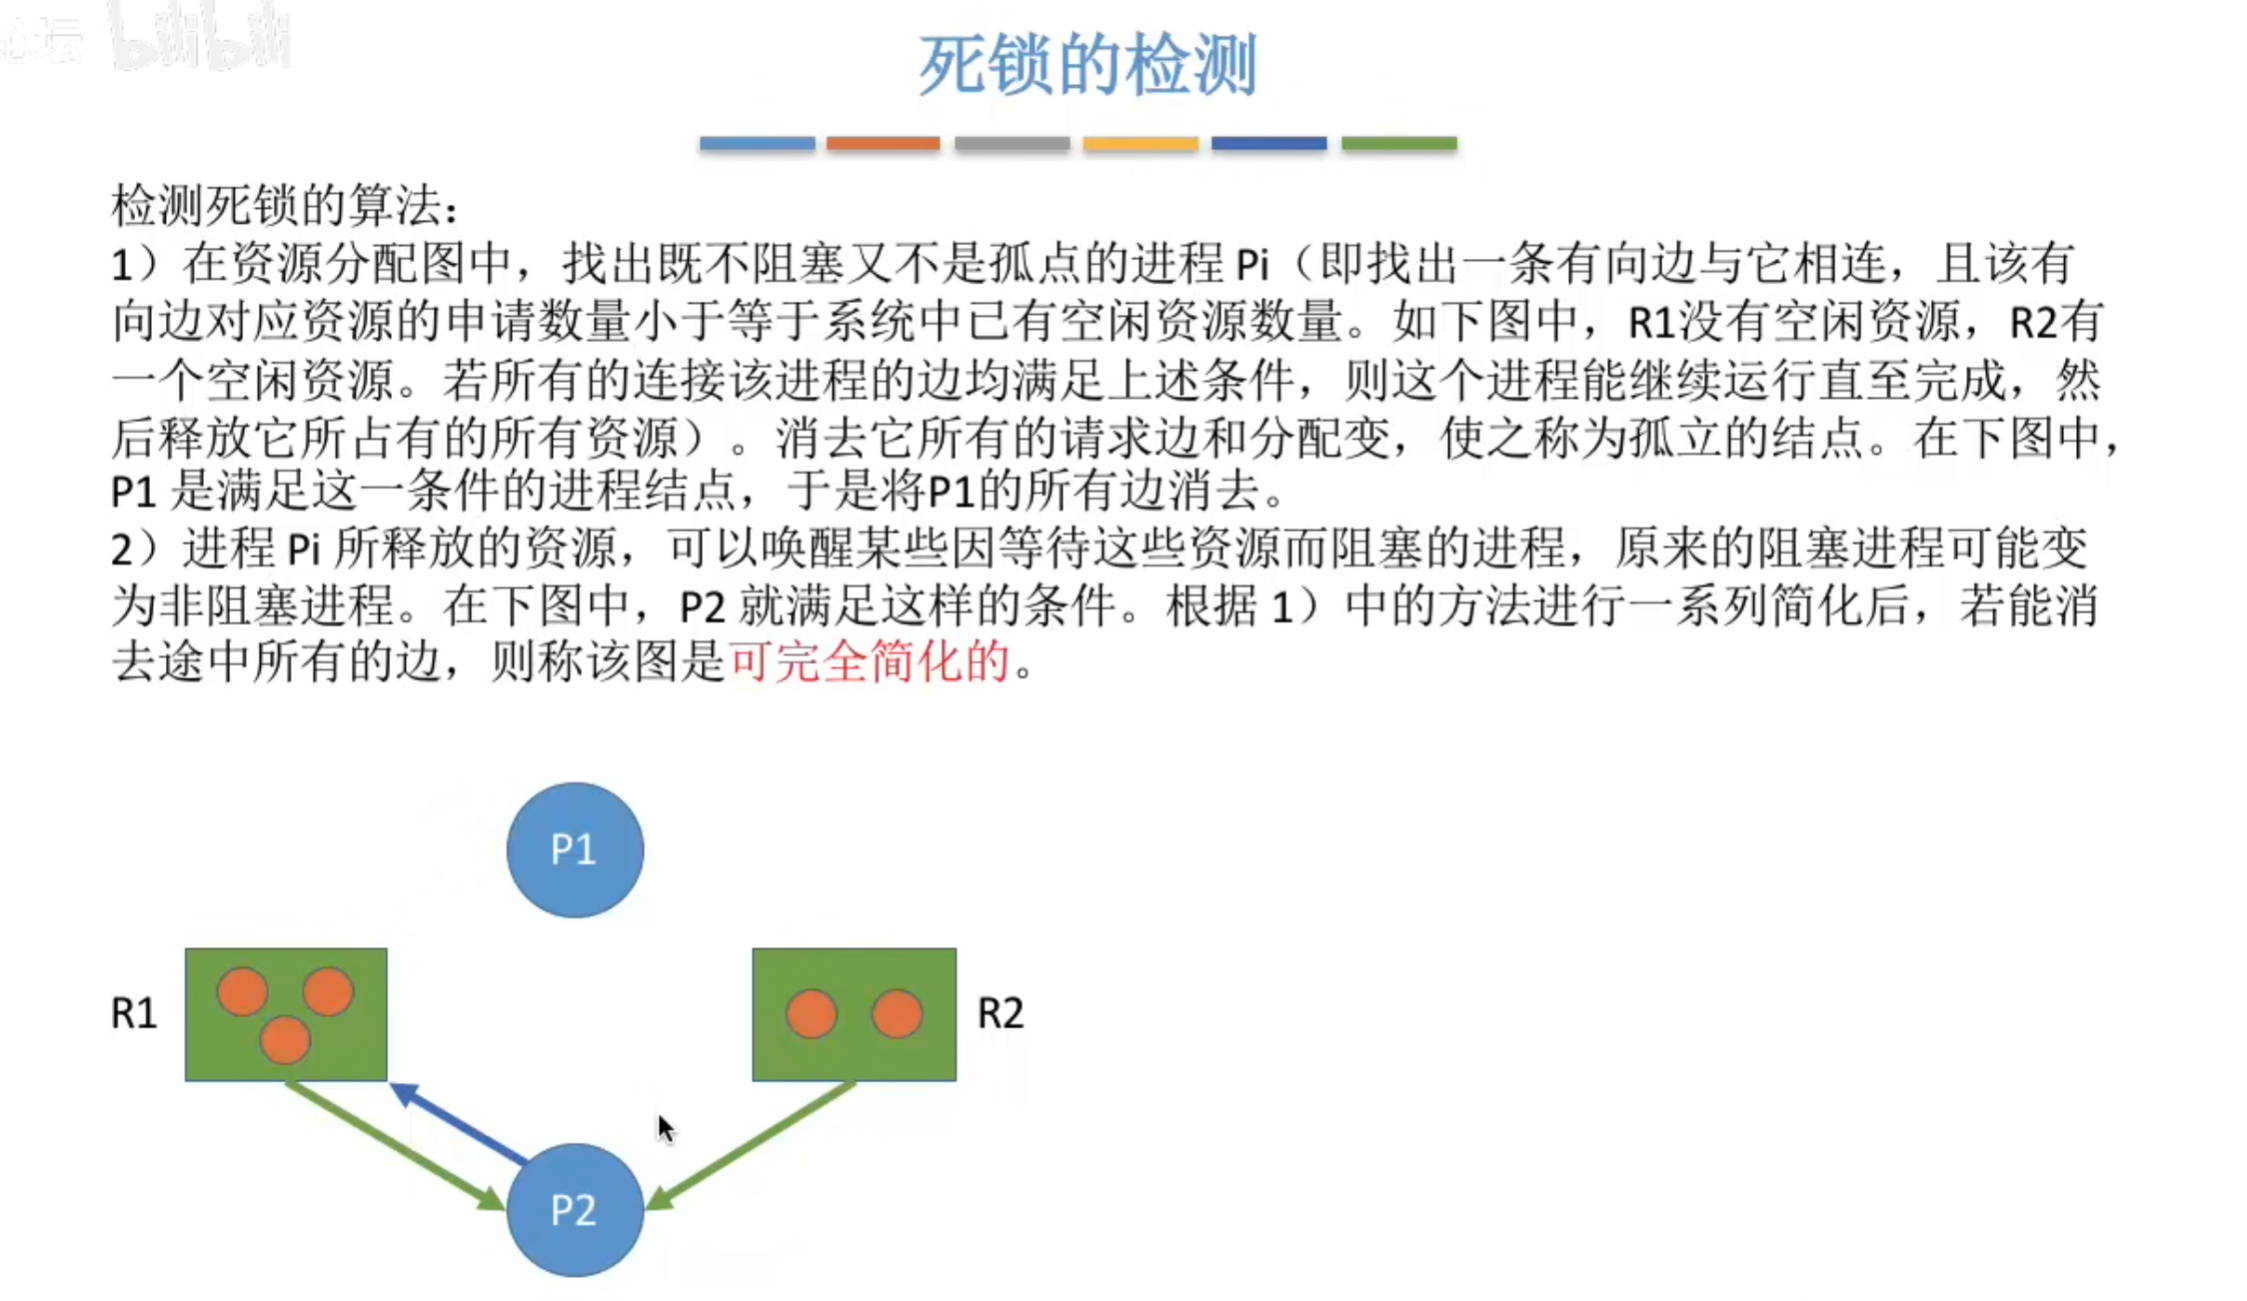 心坛 bilibili
死锁的检测
检测死锁的算法：
1）在资源分配图中，找出既不阻塞又不是孤点的进程 Pi（即找出一条有向边与它相连，且该有
向边对应资源的申请数量小于等于系统中已有空闲资源数量。如下图中，R1没有空闲资源，R2有
一个空闲资源。若所有的连接该进程的边均满足上述条件，则这个进程能继续运行直至完成，然
后释放它所占有的所有资源）。消去它所有的请求边和分配变，使之称为孤立的结点。在下图中，
P1 是满足这一条件的进程结点，于是将P1的所有边消去。
2）进程 Pi 所释放的资源，可以唤醒某些因等待这些资源而阻塞的进程，原来的阻塞进程可能变
为非阻塞进程。在下图中，P2 就满足这样的条件。根据 1）中的方法进行一系列简化后，若能消
去途中所有的边，则称该图是可完全简化的。
P1
R1
R2
P2